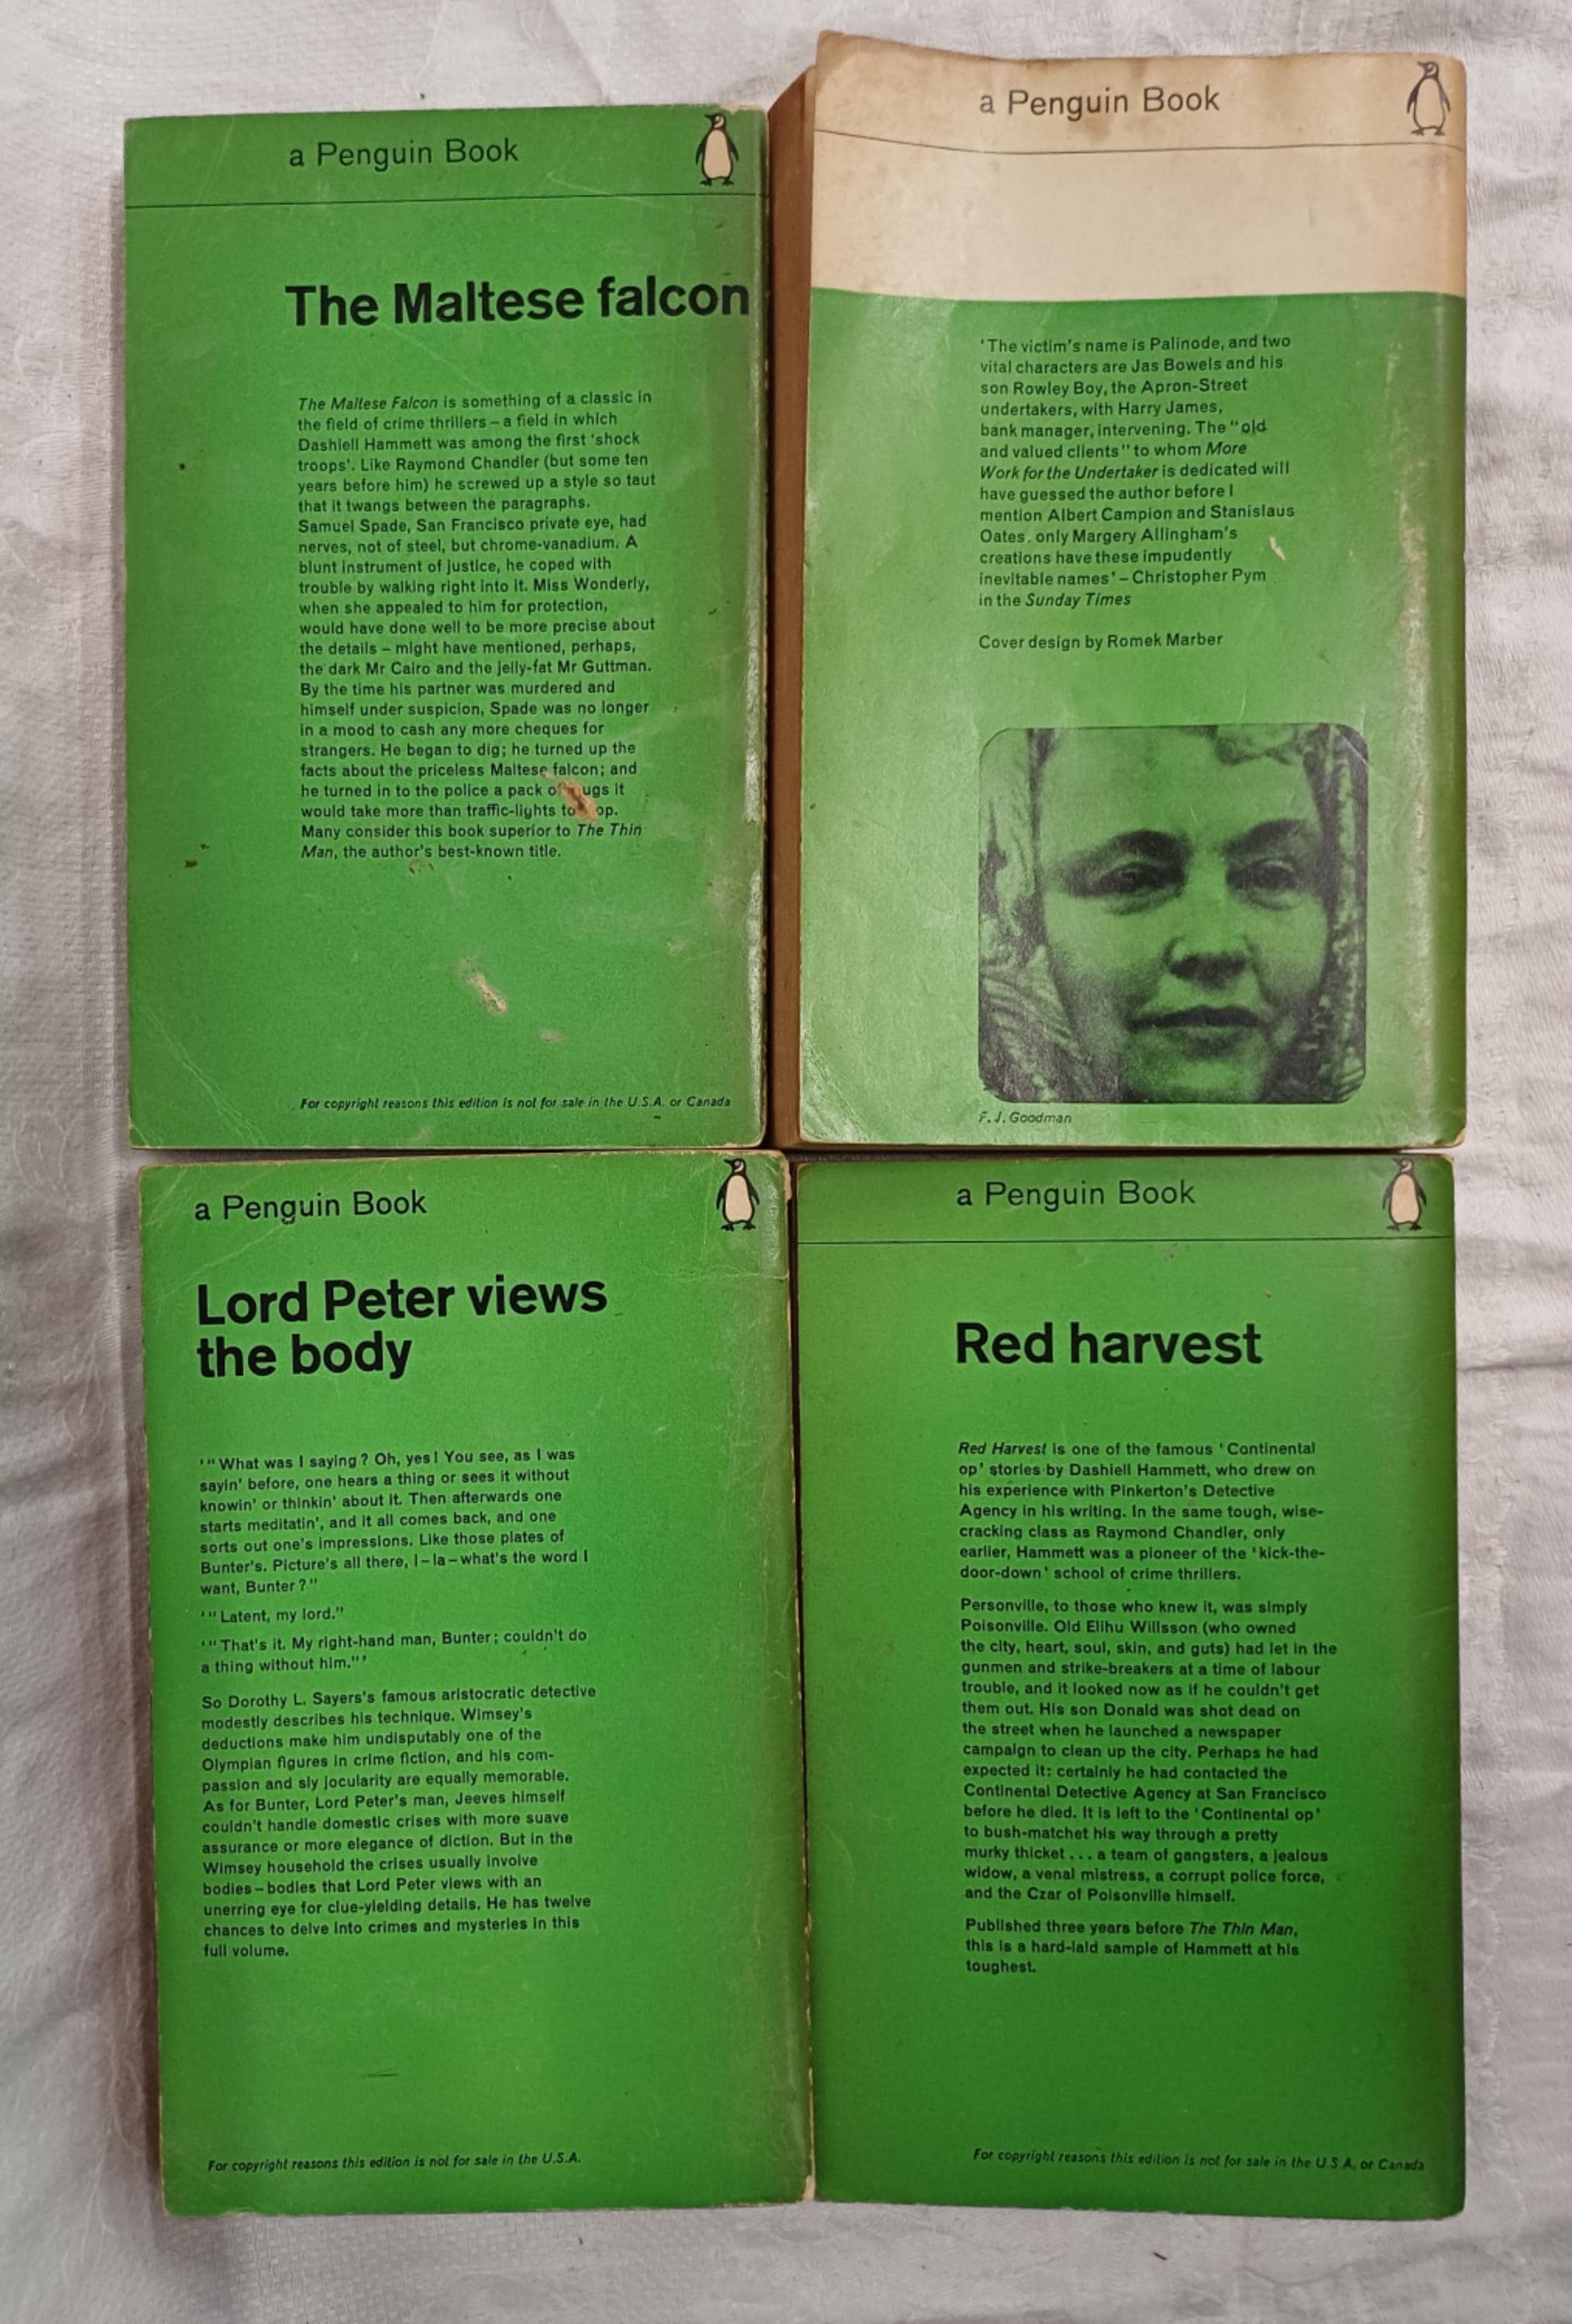 a Penguin Book
The Maltese falcon
The Maltese Falcon is something of a classic in
the field of crime thrillers – a field in which
Dashiell Hammett was among the first 'shock
troops'. Like Raymond Chandler (but some ten
years before him) he screwed up a style so taut
that it twangs between the paragraphs.
Samuel Spade, San Francisco private eye, had
nerves, not of steel, but chrome-vanadium. A
blunt instrument of justice, he coped with
trouble by walking right into it. Miss Wonderly,
when she appealed to him for protection,
would have done well to be more precise about
the details – might have mentioned, perhaps,
the dark Mr Cairo and the jelly-fat Mr Guttman.
By the time his partner was murdered and
himself under suspicion, Spade was no longer
in a mood to cash any more cheques for
strangers. He began to dig; he turned up the
facts about the priceless Maltese falcon; and
he turned in to the police a pack it
would take more than traffic-lights to
Many consider this book superior to The Thin
Man, the author's best-known title.
For copyright reasons this edition is not for sale in the U.S.A. or Canada
a Penguin Book
'The victim's name is Palinode, and two
vital characters are Jas Bowels and his
son Rowley Boy, the Apron-Street
undertakers, with Harry James,
bank manager, intervening. The "old
and valued clients" to whom More
Work for the Undertaker is dedicated will
have guessed the author before I
mention Albert Campion and Stanislaus
Oates. only Margery Allingham's
creations have these impudently
inevitable names' – Christopher Pym
in the Sunday Times
Cover design by Romek Marber
F. J. Goodman
a Penguin Book
Lord Peter views
the body
'"What was I saying? Oh, yes! You see, as I was
sayin' before, one hears a thing or sees it without
knowin' or thinkin' about it. Then afterwards one
starts meditatin', and it all comes back, and one
sorts out one's impressions. Like those plates of
Bunter's. Picture's all there, I – la – what's the word I
want, Bunter?"
'"Latent, my lord."
'"That's it. My right-hand man, Bunter; couldn't do
a thing without him."'
So Dorothy L. Sayers's famous aristocratic detective
modestly describes his technique. Wimsey's
deductions make him undisputably one of the
Olympian figures in crime fiction, and his com-
passion and sly jocularity are equally memorable.
As for Bunter, Lord Peter's man, Jeeves himself
couldn't handle domestic crises with more suave
assurance or more elegance of diction. But in the
Wimsey household the crises usually involve
bodies – bodies that Lord Peter views with an
unerring eye for clue-yielding details. He has twelve
chances to delve into crimes and mysteries in this
full volume.
For copyright reasons this edition is not for sale in the U.S.A.
a Penguin Book
Red harvest
Red Harvest is one of the famous 'Continental
op' stories by Dashiell Hammett, who drew on
his experience with Pinkerton's Detective
Agency in his writing. In the same tough, wise-
cracking class as Raymond Chandler, only
earlier, Hammett was a pioneer of the 'kick-the-
door-down' school of crime thrillers.
Personville, to those who knew it, was simply
Poisonville. Old Elihu Willsson (who owned
the city, heart, soul, skin, and guts) had let in the
gunmen and strike-breakers at a time of labour
trouble, and it looked now as if he couldn't get
them out. His son Donald was shot dead on
the street when he launched a newspaper
campaign to clean up the city. Perhaps he had
expected it: certainly he had contacted the
Continental Detective Agency at San Francisco
before he died. It is left to the 'Continental op'
to bush-matchet his way through a pretty
murky thicket . . . a team of gangsters, a jealous
widow, a venal mistress, a corrupt police force,
and the Czar of Poisonville himself.
Published three years before The Thin Man,
this is a hard-laid sample of Hammett at his
toughest.
For copyright reasons this edition is not for sale in the U.S.A. or Canada